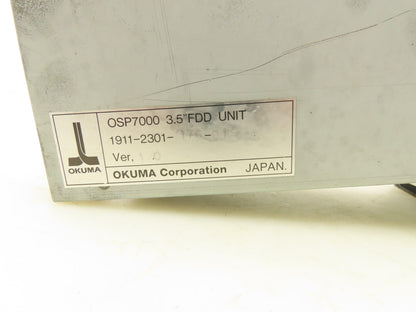 OSP7000 3.5"FDD UNIT
1911-2301-
Ver.
OKUMA
OKUMA Corporation JAPAN.